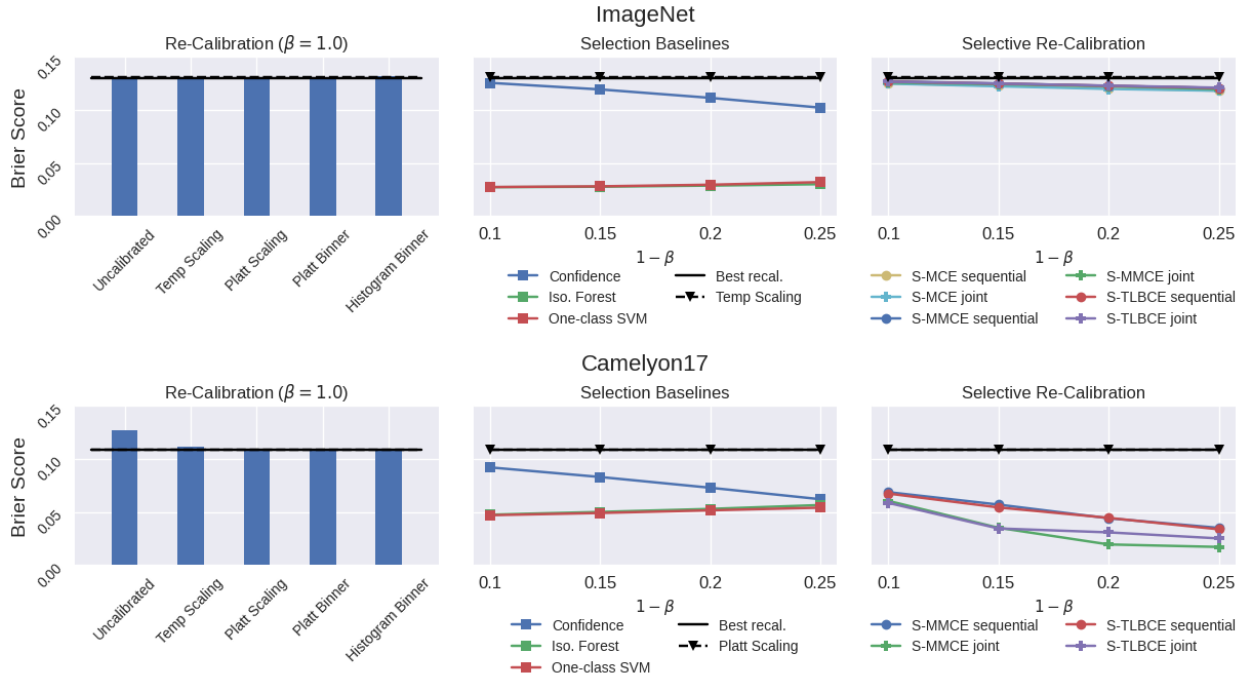 ImageNet
Re-Calibration (β = 1.0)
Selection Baselines
Selective Re-Calibration
Brier Score
0.15
0.10
0.05
0.00
Uncalibrated
Temp Scaling
Platt Scaling
Platt Binner
Histogram Binner
0.1 0.15 0.2 0.25
1 − β
0.1 0.15 0.2 0.25
1 − β
Confidence
Iso. Forest
One-class SVM
Best recal.
Temp Scaling
S-MCE sequential
S-MCE joint
S-MMCE sequential
S-MMCE joint
S-TLBCE sequential
S-TLBCE joint
Camelyon17
Re-Calibration (β = 1.0)
Selection Baselines
Selective Re-Calibration
Brier Score
0.15
0.10
0.05
0.00
Uncalibrated
Temp Scaling
Platt Scaling
Platt Binner
Histogram Binner
0.1 0.15 0.2 0.25
1 − β
0.1 0.15 0.2 0.25
1 − β
Confidence
Iso. Forest
One-class SVM
Best recal.
Platt Scaling
S-MMCE sequential
S-MMCE joint
S-TLBCE sequential
S-TLBCE joint